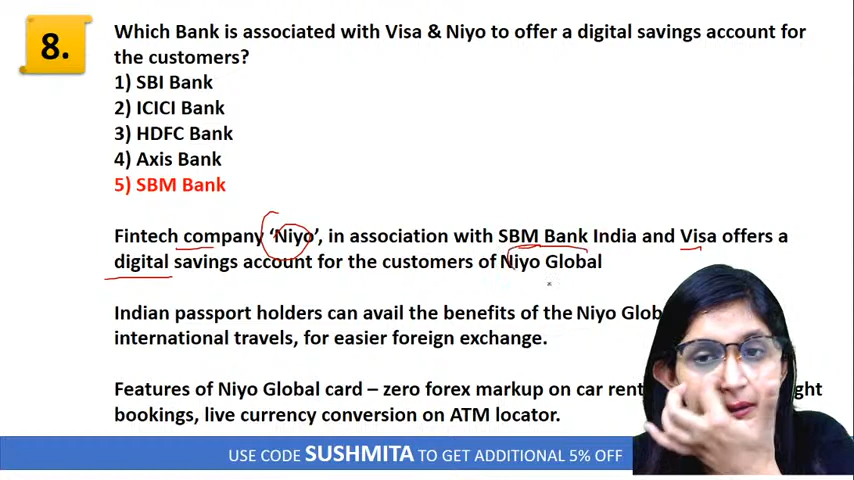 8.
Which Bank is associated with Visa & Niyo to offer a digital savings account for
the customers?
1) SBI Bank
2) ICICI Bank
3) HDFC Bank
4) Axis Bank
5) SBM Bank
Fintech company ‘Niyo’, in association with SBM Bank India and Visa offers a
digital savings account for the customers of Niyo Global
Indian passport holders can avail the benefits of the Niyo
international travels, for easier foreign exchange.
Features of Niyo Global card – zero forex markup on car
bookings, live currency conversion on ATM locator.
USE CODE SUSHMITA TO GET ADDITIONAL 5% OFF